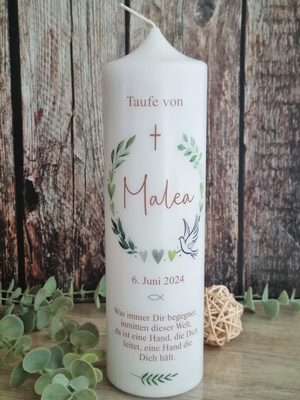 Taufe von
Malea
6. Juni 2024
Was immer Dir begegnet,
inmitten dieser Welt,
da ist eine Hand, die Dich
leitet, eine Hand die
Dich hält.